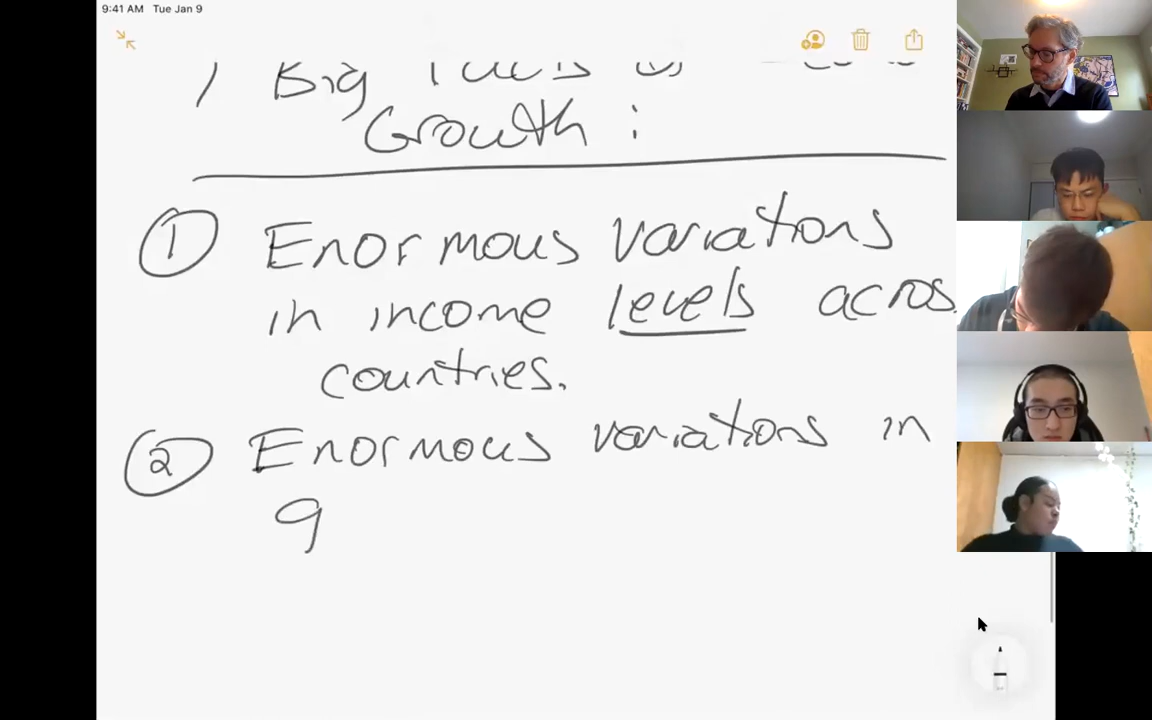 9:41 AM Tue Jan 9
Big
Growth :
① Enormous variations
in income levels across
countries.
② Enormous variations in
g